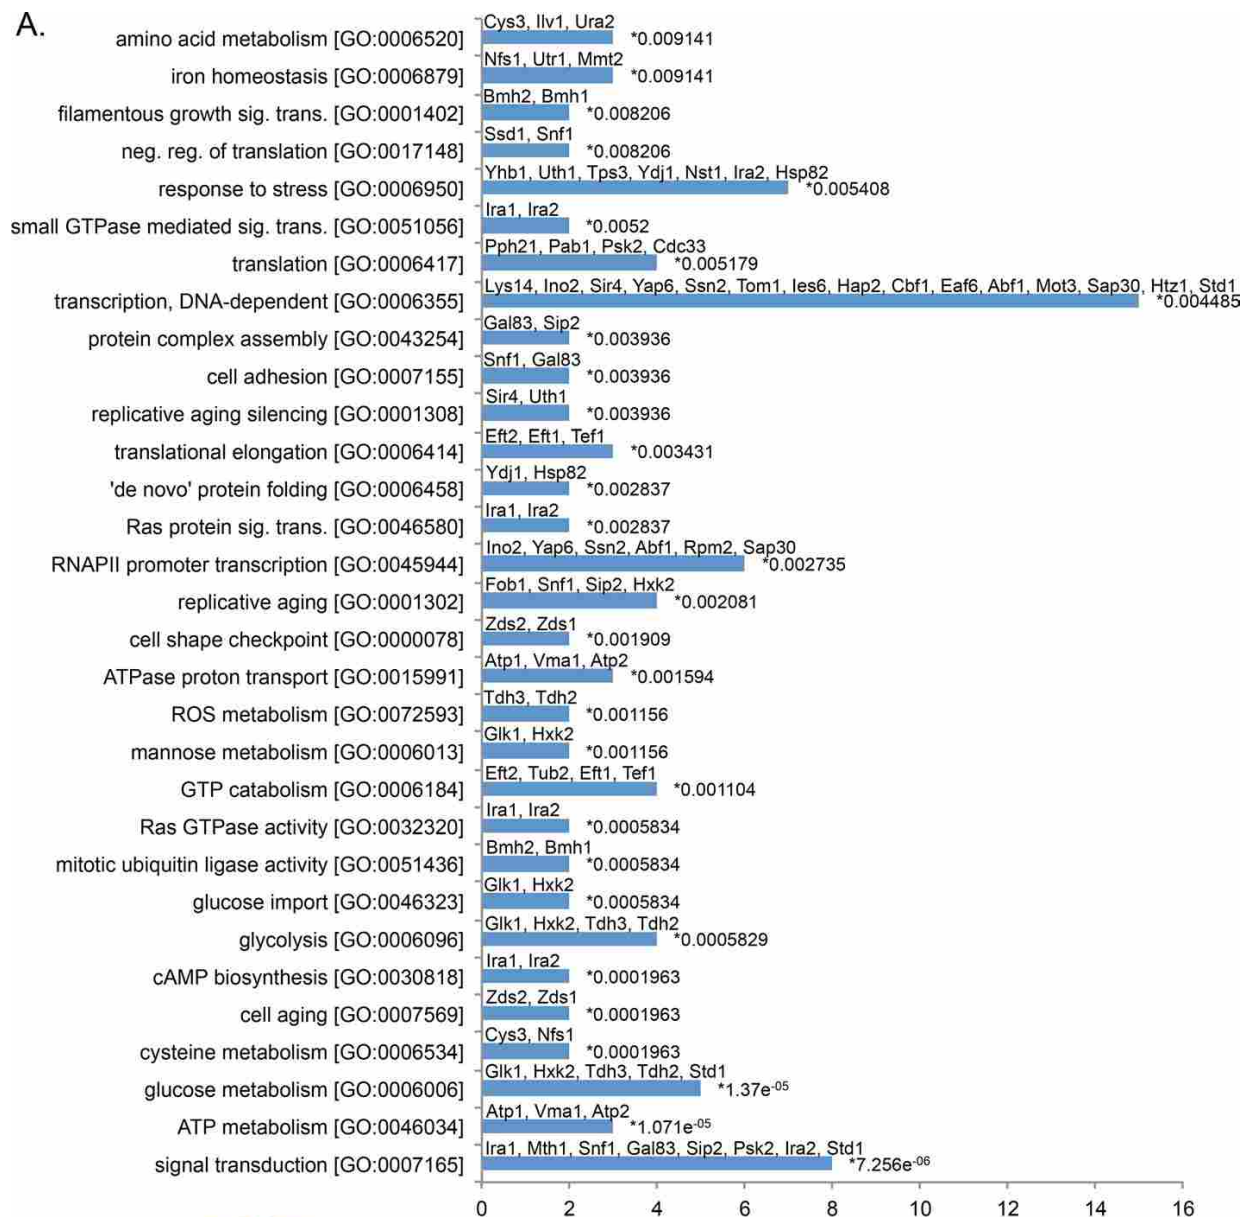 A.
Cys3, Ilv1, Ura2
amino acid metabolism [GO:0006520] *0.009141
Nfs1, Utr1, Mmt2
iron homeostasis [GO:0006879] *0.009141
Bmh2, Bmh1
filamentous growth sig. trans. [GO:0001402] *0.008206
Ssd1, Snf1
neg. reg. of translation [GO:0017148] *0.008206
Yhb1, Uth1, Tps3, Ydj1, Nst1, Ira2, Hsp82
response to stress [GO:0006950] *0.005408
Ira1, Ira2
small GTPase mediated sig. trans. [GO:0051056] *0.0052
Pph21, Pab1, Psk2, Cdc33
translation [GO:0006417] *0.005179
Lys14, Ino2, Sir4, Yap6, Ssn2, Tom1, Ies6, Hap2, Cbf1, Eaf6, Abf1, Mot3, Sap30, Htz1, Std1
transcription, DNA-dependent [GO:0006355] *0.004485
Gal83, Sip2
protein complex assembly [GO:0043254] *0.003936
Snf1, Gal83
cell adhesion [GO:0007155] *0.003936
Sir4, Uth1
replicative aging silencing [GO:0001308] *0.003936
Eft2, Eft1, Tef1
translational elongation [GO:0006414] *0.003431
Ydj1, Hsp82
'de novo' protein folding [GO:0006458] *0.002837
Ira1, Ira2
Ras protein sig. trans. [GO:0046580] *0.002837
Ino2, Yap6, Ssn2, Abf1, Rpm2, Sap30
RNAPII promoter transcription [GO:0045944] *0.002735
Fob1, Snf1, Sip2, Hxk2
replicative aging [GO:0001302] *0.002081
Zds2, Zds1
cell shape checkpoint [GO:0000078] *0.001909
Atp1, Vma1, Atp2
ATPase proton transport [GO:0015991] *0.001594
Tdh3, Tdh2
ROS metabolism [GO:0072593] *0.001156
Glk1, Hxk2
mannose metabolism [GO:0006013] *0.001156
Eft2, Tub2, Eft1, Tef1
GTP catabolism [GO:0006184] *0.001104
Ira1, Ira2
Ras GTPase activity [GO:0032320] *0.0005834
Bmh2, Bmh1
mitotic ubiquitin ligase activity [GO:0051436] *0.0005834
Glk1, Hxk2
glucose import [GO:0046323] *0.0005834
Glk1, Hxk2, Tdh3, Tdh2
glycolysis [GO:0006096] *0.0005829
Ira1, Ira2
cAMP biosynthesis [GO:0030818] *0.0001963
Zds2, Zds1
cell aging [GO:0007569] *0.0001963
Cys3, Nfs1
cysteine metabolism [GO:0006534] *0.0001963
Glk1, Hxk2, Tdh3, Tdh2, Std1
glucose metabolism [GO:0006006] *1.37e-05
Atp1, Vma1, Atp2
ATP metabolism [GO:0046034] *1.071e-05
Ira1, Mth1, Snf1, Gal83, Sip2, Psk2, Ira2, Std1
signal transduction [GO:0007165] *7.256e-06
0 2 4 6 8 10 12 14 16